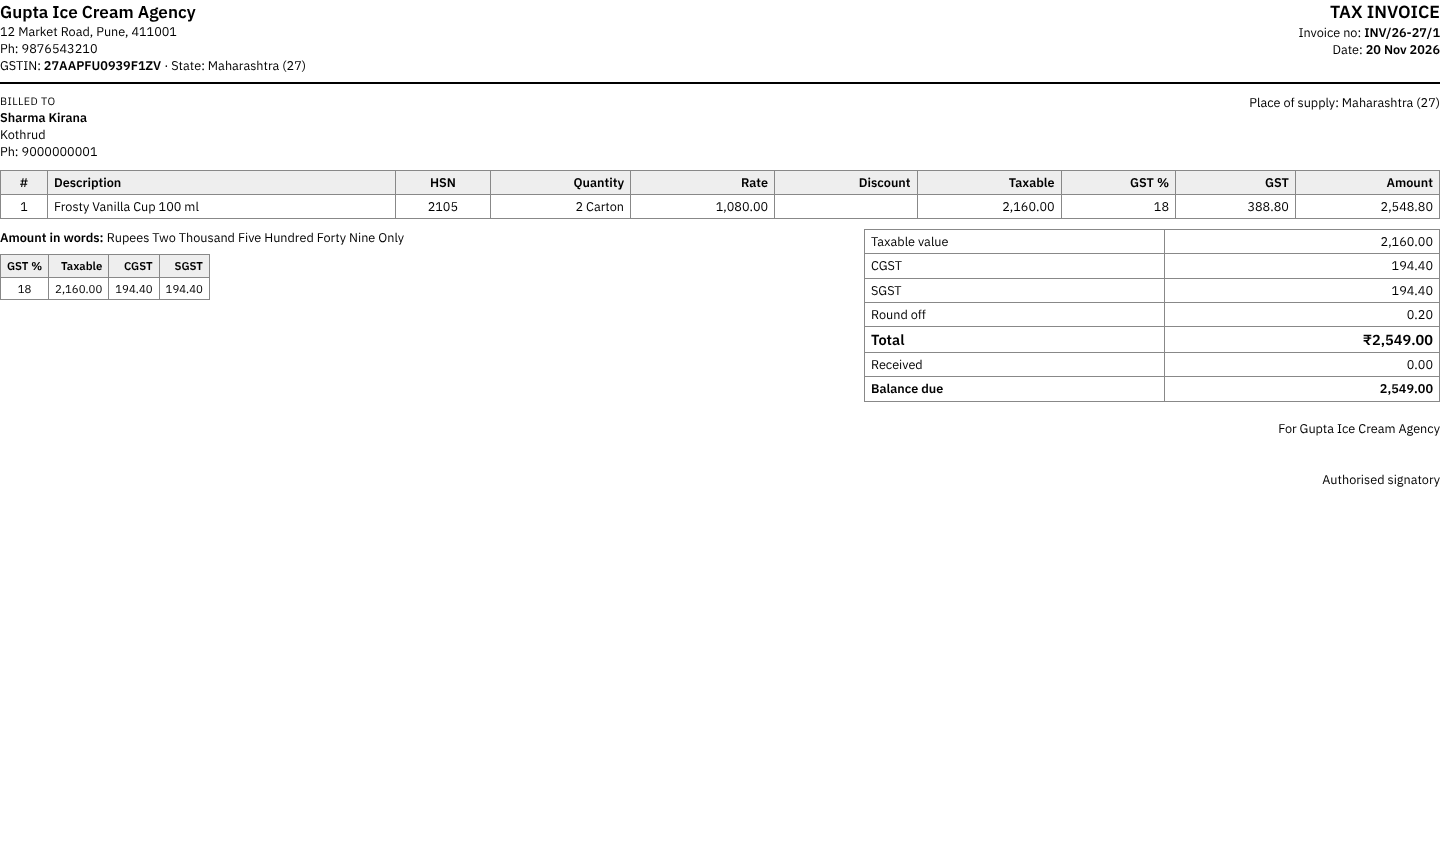 Gupta Ice Cream Agency
12 Market Road, Pune, 411001
Ph: 9876543210
GSTIN: 27AAPFU0939F1ZV · State: Maharashtra (27)
TAX INVOICE
Invoice no: INV/26-27/1
Date: 20 Nov 2026
BILLED TO
Sharma Kirana
Kothrud
Ph: 9000000001
Place of supply: Maharashtra (27)
# Description HSN Quantity Rate Discount Taxable GST % GST Amount
1 Frosty Vanilla Cup 100 ml 2105 2 Carton 1,080.00 2,160.00 18 388.80 2,548.80
Amount in words: Rupees Two Thousand Five Hundred Forty Nine Only
GST % Taxable CGST SGST
18 2,160.00 194.40 194.40
Taxable value 2,160.00
CGST 194.40
SGST 194.40
Round off 0.20
Total ₹2,549.00
Received 0.00
Balance due 2,549.00
For Gupta Ice Cream Agency
Authorised signatory